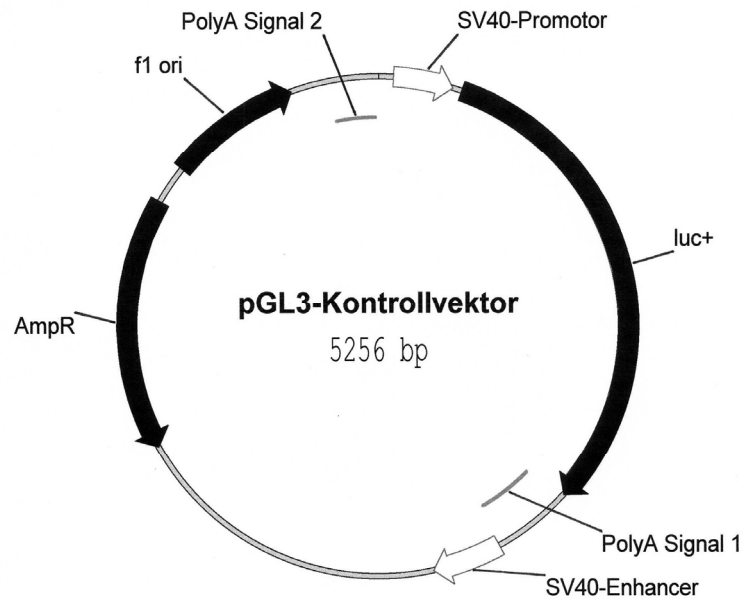 PolyA Signal 2
SV40-Promotor
f1 ori
luc+
pGL3-Kontrollvektor
5256 bp
AmpR
PolyA Signal 1
SV40-Enhancer